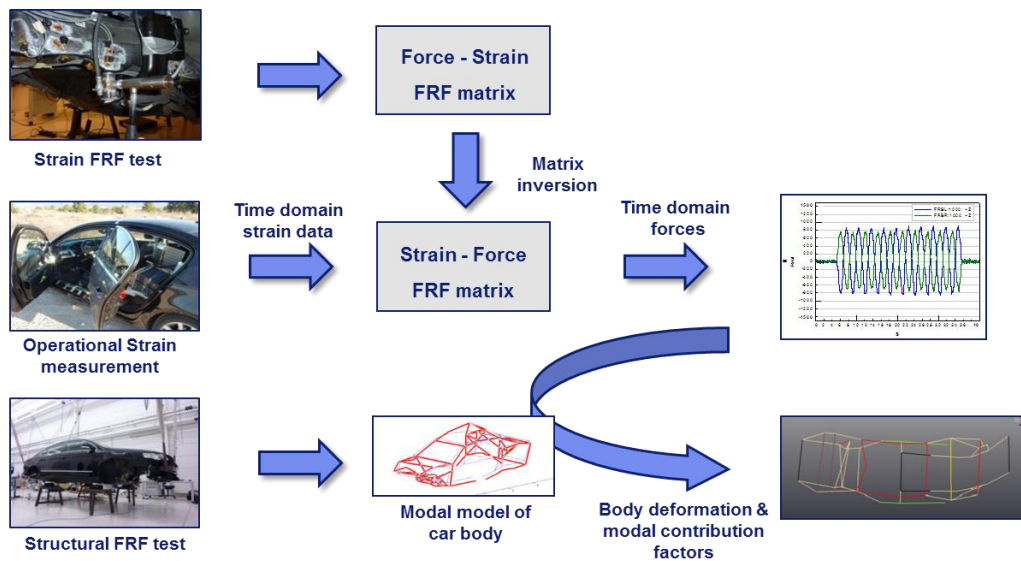 Force - Strain
FRF matrix
Strain FRF test
Matrix
inversion
Time domain
strain data
Time domain
forces
Strain - Force
FRF matrix
Operational Strain
measurement
Modal model of
car body
Body deformation &
modal contribution
factors
Structural FRF test